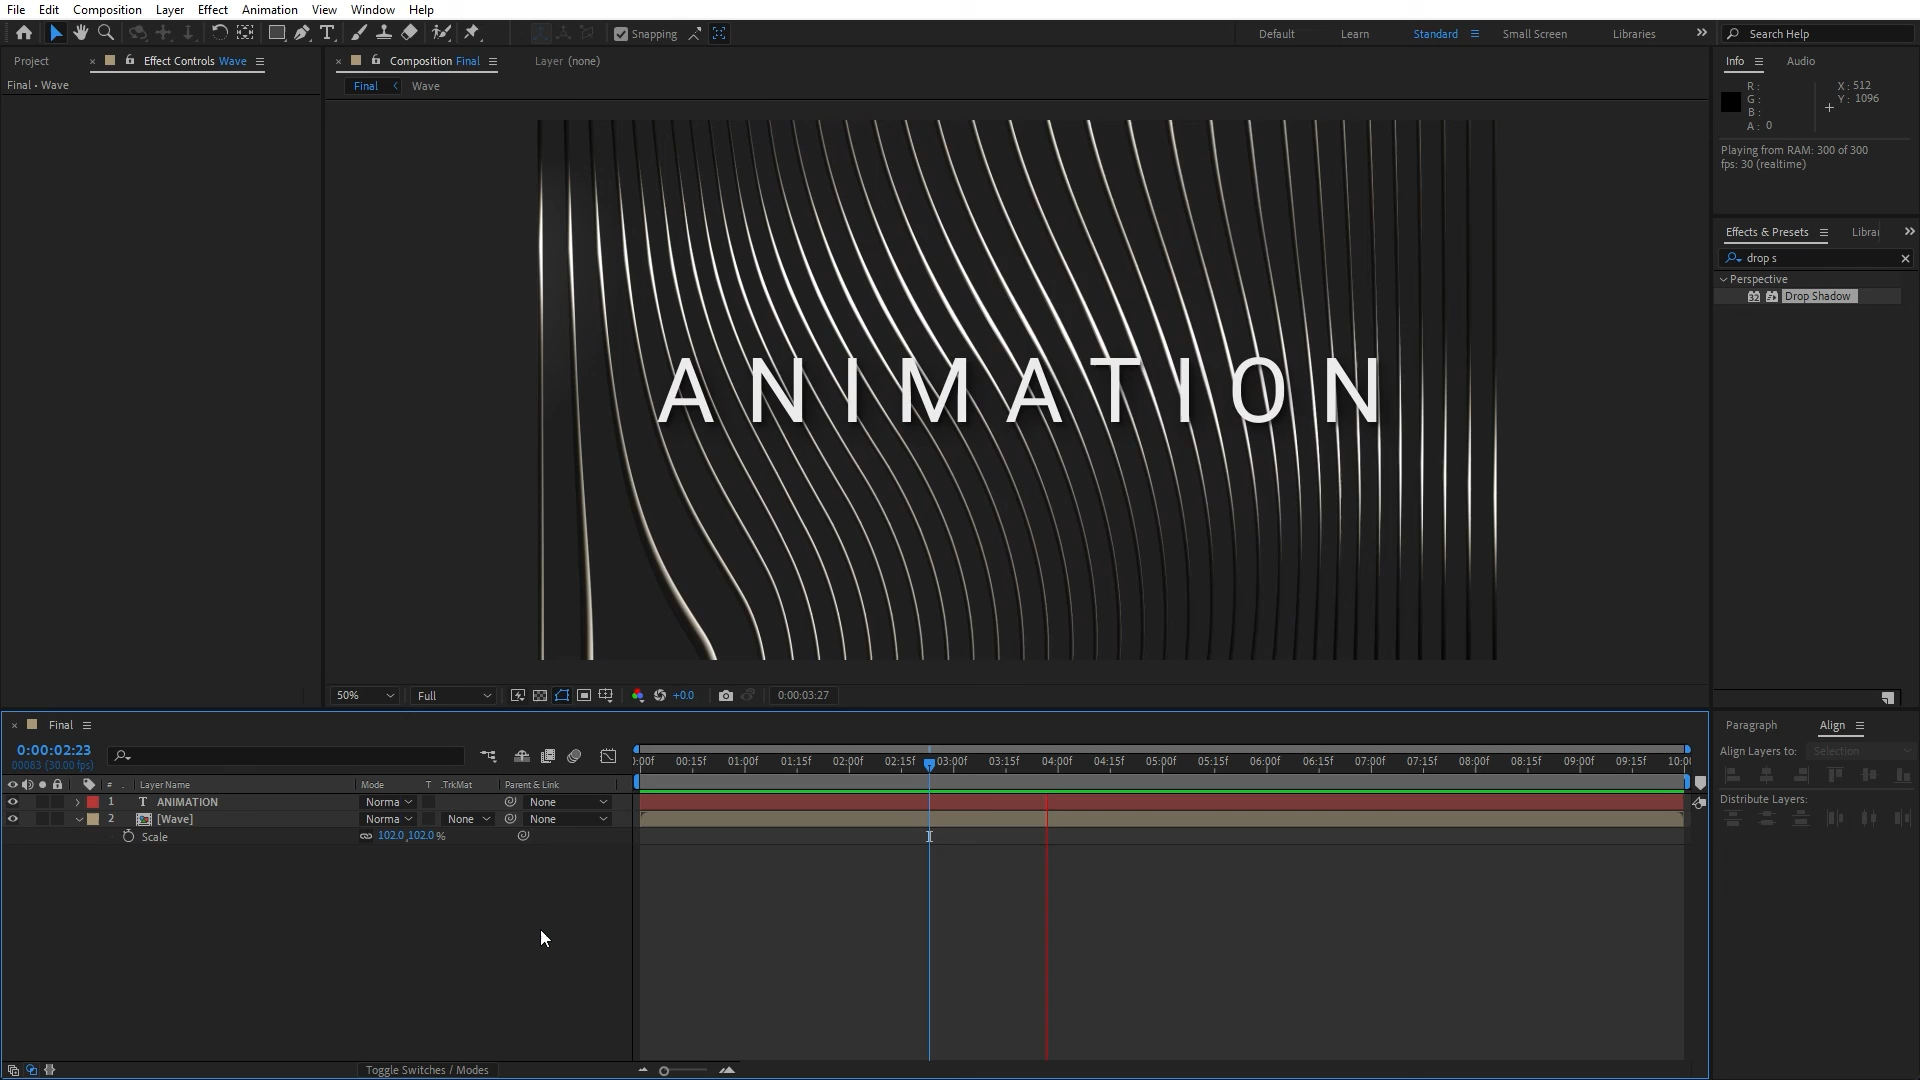 File Edit Composition Layer Effect Animation View Window Help
Snapping
Default Learn Standard Small Screen Libraries
Search Help
Project
Effect Controls Wave
Final • Wave
Composition Final
Layer (none)
Final
Wave
Info
Audio
R :
G :
B :
A : 0
X : 512
Y : 1096
Playing from RAM: 300 of 300
fps: 30 (realtime)
Effects & Presets
drop s
Perspective
32
Drop Shadow
ANIMATION
50%
Full
+0.0
0:00:03:27
Final
0:00:02:23
00083 (30.00 fps)
:00f 00:15f 01:00f 01:15f 02:00f 02:15f 03:00f 03:15f 04:00f 04:15f 05:00f 05:15f 06:00f 06:15f 07:00f 07:15f 08:00f 08:15f 09:00f 09:15f 10:0
# . Layer Name Mode T .TrkMat Parent & Link
1 T ANIMATION Norma None
2 [Wave] Norma None None
Scale 102.0,102.0 %
Toggle Switches / Modes
Paragraph
Align
Align Layers to: Selection
Distribute Layers: